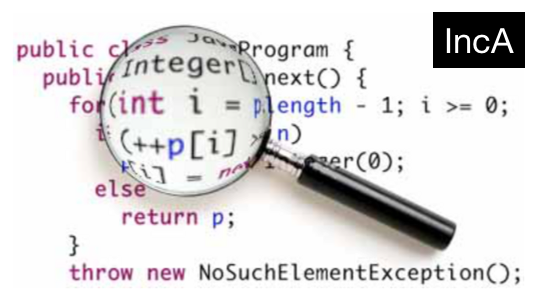 IncA
public class JavaProgram {
public Integer[] next() {
for(int i = p.length - 1; i >= 0;
(++p[i] > n)
p[i] = new Integer(0);
else
return p;
}
throw new NoSuchElementException();